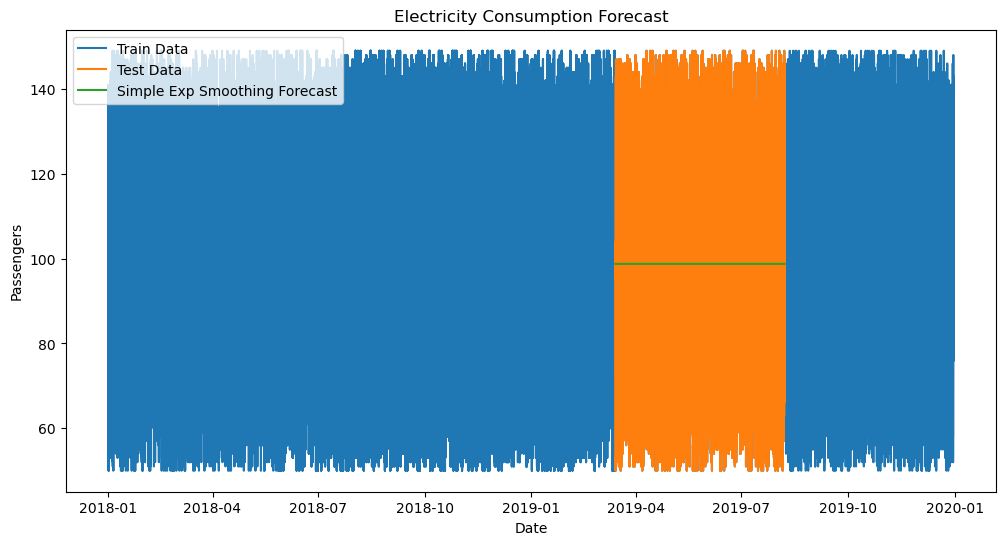 Electricity Consumption Forecast
Train Data
Test Data
Simple Exp Smoothing Forecast
Passengers
140
120
100
80
60
2018-01 2018-04 2018-07 2018-10 2019-01 2019-04 2019-07 2019-10 2020-01
Date